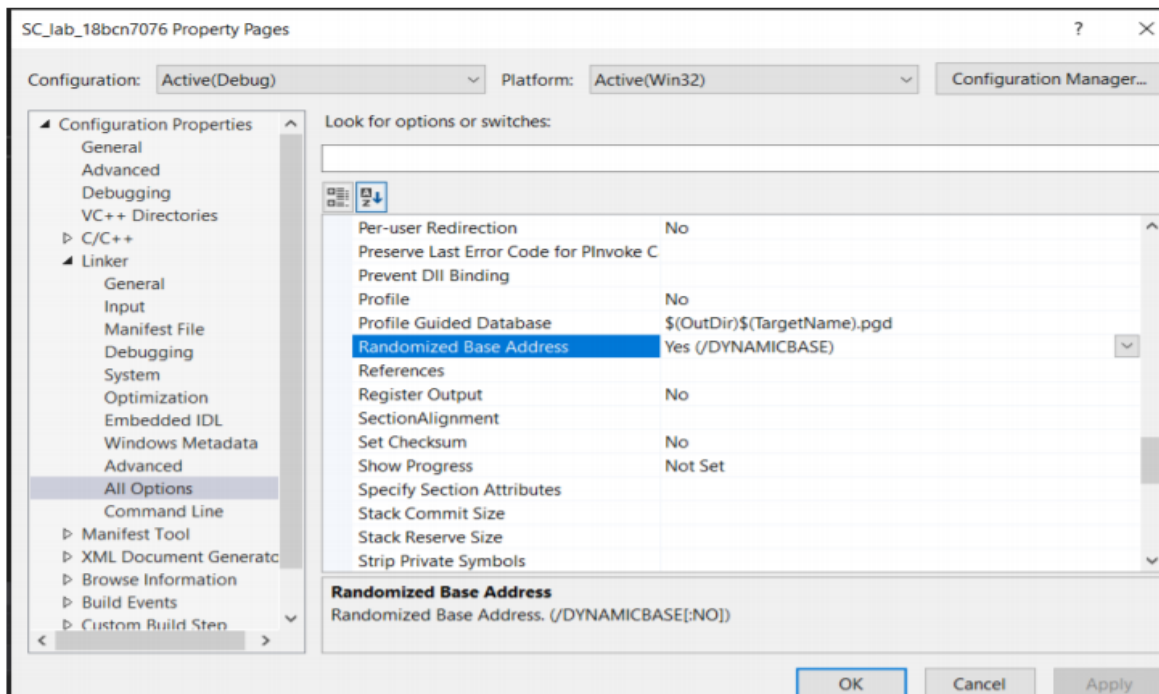 SC_lab_18bcn7076 Property Pages ? ×
Configuration: Active(Debug) Platform: Active(Win32) Configuration Manager...
Configuration Properties
General
Advanced
Debugging
VC++ Directories
C/C++
Linker
General
Input
Manifest File
Debugging
System
Optimization
Embedded IDL
Windows Metadata
Advanced
All Options
Command Line
Manifest Tool
XML Document Generato
Browse Information
Build Events
Custom Build Step
Look for options or switches:
Per-user Redirection No
Preserve Last Error Code for PInvoke C
Prevent Dll Binding
Profile No
Profile Guided Database $(OutDir)$(TargetName).pgd
Randomized Base Address Yes (/DYNAMICBASE)
References
Register Output No
SectionAlignment
Set Checksum No
Show Progress Not Set
Specify Section Attributes
Stack Commit Size
Stack Reserve Size
Strip Private Symbols
Randomized Base Address
Randomized Base Address. (/DYNAMICBASE[:NO])
OK Cancel Apply